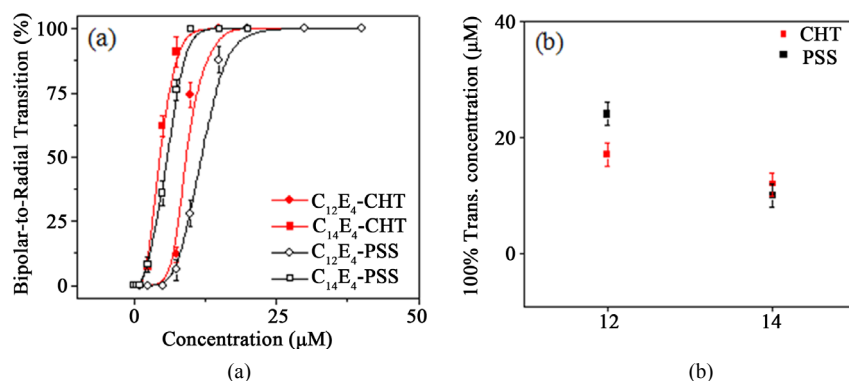 (a)
Bipolar-to-Radial Transition (%)
100
75
50
25
0
C₁₂E₄-CHT
C₁₄E₄-CHT
C₁₂E₄-PSS
C₁₄E₄-PSS
0 25 50
Concentration (μM)
(a)
(b)
CHT
PSS
100% Trans. concentration (μM)
40
20
0
12 14
(b)